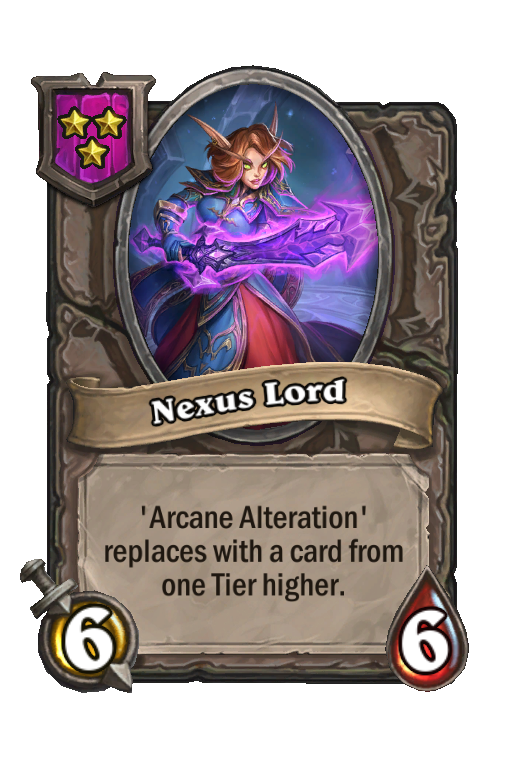 Nexus Lord
'Arcane Alteration'
replaces with a card from
one Tier higher.
6
6